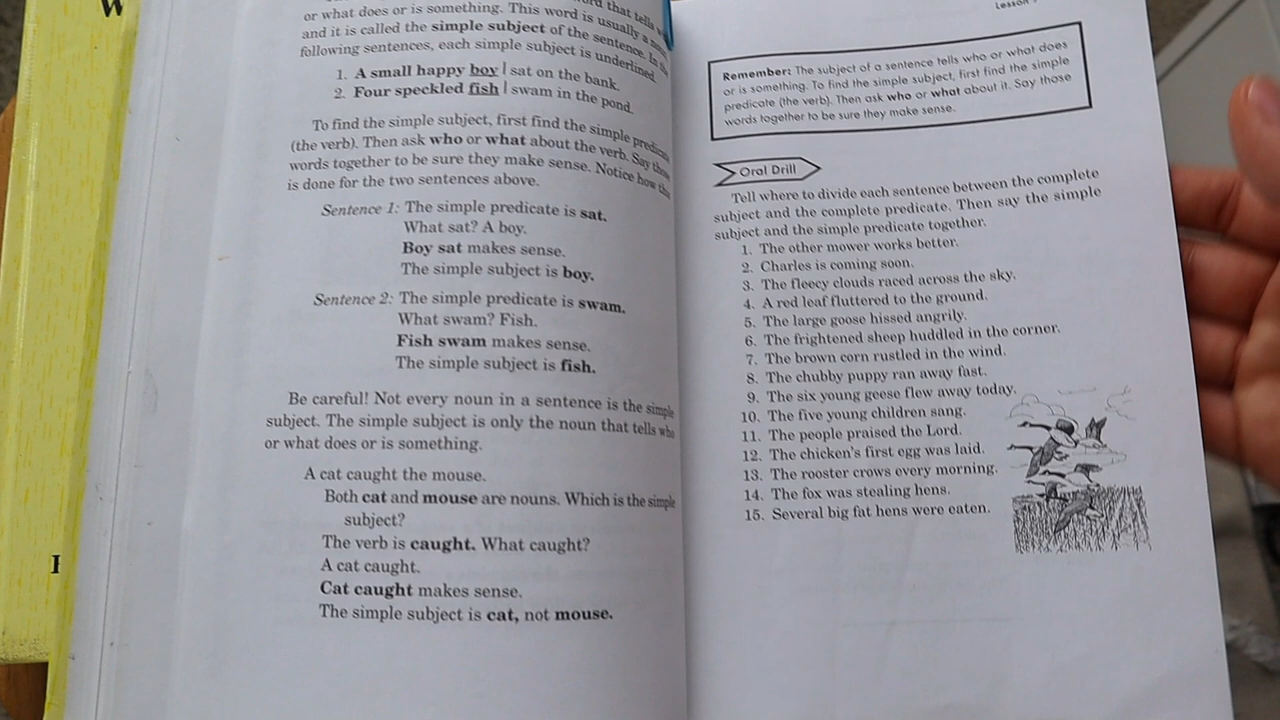 W
or what does or is something. This word is usually a
and it is called the simple subject of the sentence. In
following sentences, each simple subject is underlined.
1. A small happy boy | sat on the bank.
2. Four speckled fish | swam in the pond.
To find the simple subject, first find the simple
(the verb). Then ask who or what about the verb. Say
words together to be sure they make sense. Notice how
is done for the two sentences above.
Sentence 1: The simple predicate is sat.
What sat? A boy.
Boy sat makes sense.
The simple subject is boy.
Sentence 2: The simple predicate is swam.
What swam? Fish.
Fish swam makes sense.
The simple subject is fish.
Be careful! Not every noun in a sentence is the simple
subject. The simple subject is only the noun that tells who
or what does or is something.
A cat caught the mouse.
Both cat and mouse are nouns. Which is the simple
subject?
The verb is caught. What caught?
A cat caught.
Cat caught makes sense.
The simple subject is cat, not mouse.
Lesson
Remember: The subject of a sentence tells who or what does
or is something. To find the simple subject, first find the simple
predicate (the verb). Then ask who or what about it. Say those
words together to be sure they make sense.
Oral Drill
Tell where to divide each sentence between the complete
subject and the complete predicate. Then say the simple
subject and the simple predicate together.
1. The other mower works better.
2. Charles is coming soon.
3. The fleecy clouds raced across the sky.
4. A red leaf fluttered to the ground.
5. The large goose hissed angrily.
6. The frightened sheep huddled in the corner.
7. The brown corn rustled in the wind.
8. The chubby puppy ran away fast.
9. The six young geese flew away today.
10. The five young children sang.
11. The people praised the Lord.
12. The chicken's first egg was laid.
13. The rooster crows every morning.
14. The fox was stealing hens.
15. Several big fat hens were eaten.